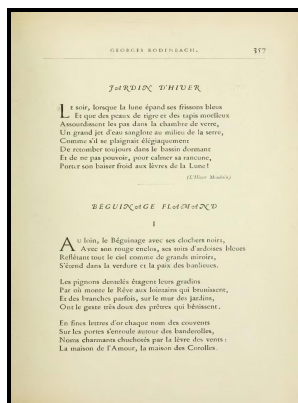 GEORGES RODENBACH. 357
JARDIN D'HIVER
Le soir, lorsque la lune épand ses frissons bleus
Et que des peaux de tigre et des tapis moelleux
Assourdissent les pas dans la chambre de verre,
Un grand jet d'eau sanglote au milieu de la serre,
Comme s'il se plaignait élégiaquement
De retomber toujours dans le bassin dormant
Et de ne pas pouvoir, pour calmer sa rancune,
Porter son baiser froid aux lèvres de la Lune!
(L'Hiver Mondain)
BÉGUINAGE FLAMAND
I
Au loin, le Béguinage avec ses clochers noirs,
Avec son rouge enclos, ses toits d'ardoises bleues
Reflétant tout le ciel comme de grands miroirs,
S'étend dans la verdure et la paix des banlieues.
Les pignons dentelés étagent leurs gradins
Par où monte le Rêve aux lointains qui brunissent,
Et des branches parfois, sur le mur des jardins,
Ont le geste très doux des prêtres qui bénissent.
En fines lettres d'or chaque nom des couvents
Sur les portes s'enroule autour des banderolles,
Noms charmants chuchotés par la lèvre des vents:
La maison de l'Amour, la maison des Corolles.